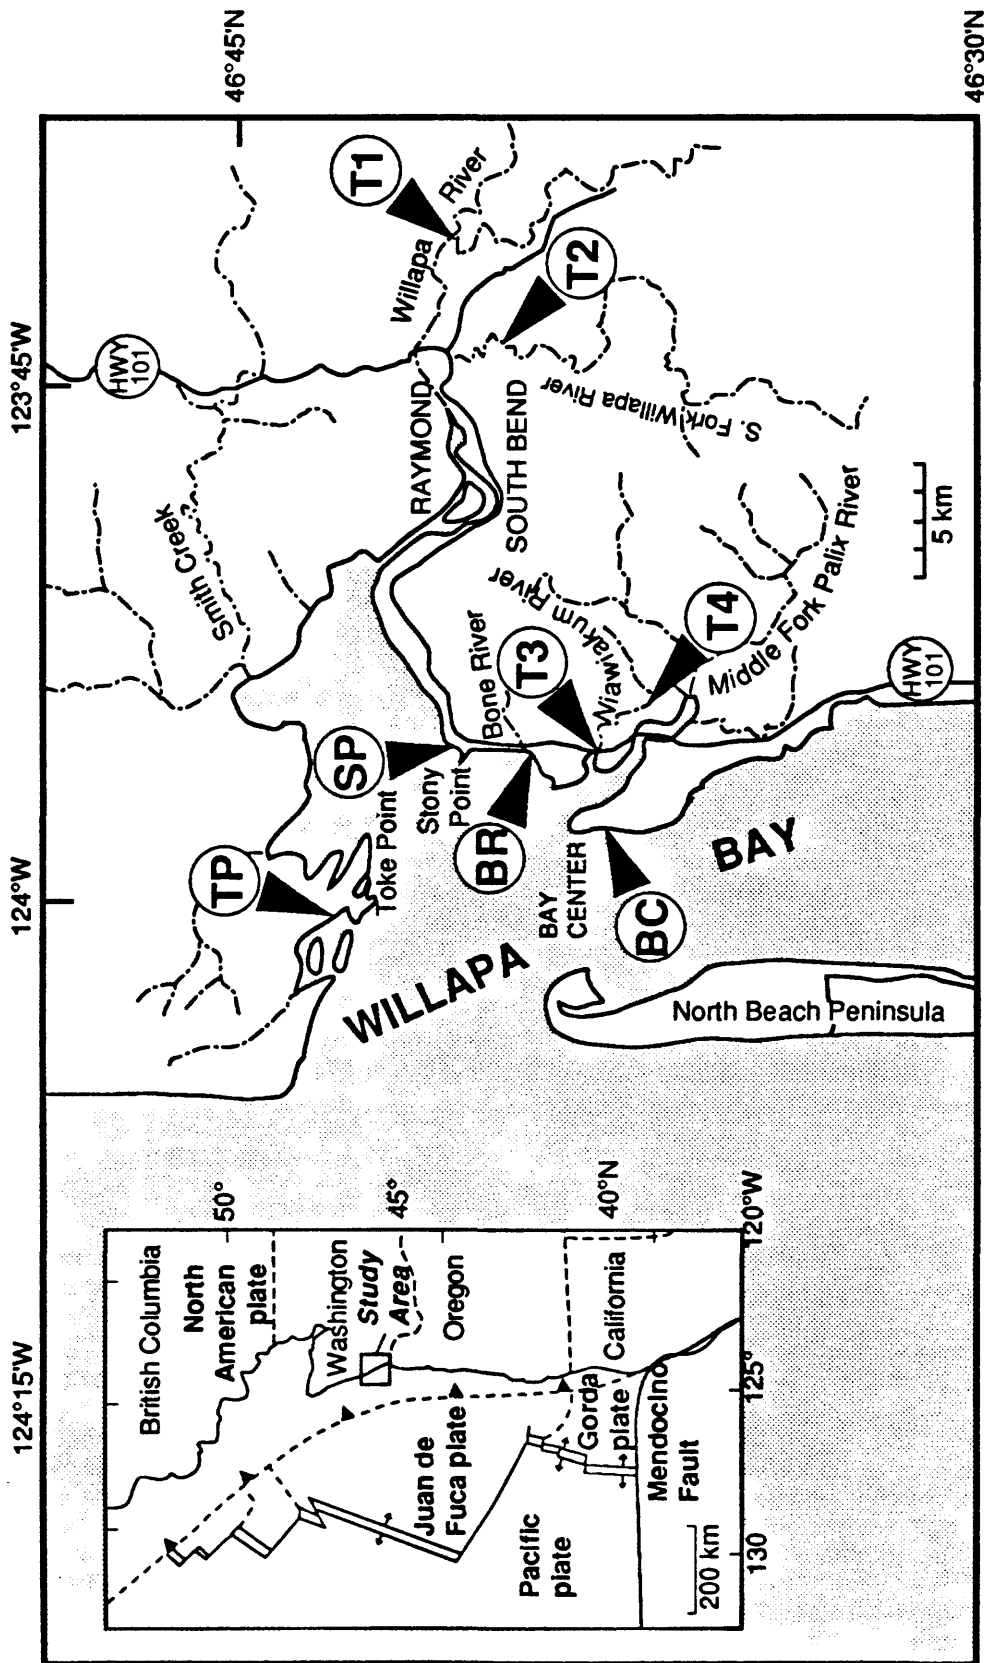 124°15'W
124°W
123°45'W
46°45'N
46°30'N
HWY
101
Smith Creek
Willapa
River
T1
T2
RAYMOND
SOUTH BEND
S. Fork Willapa River
TP
Toke Point
SP
Stony
Point
Bone River
BR
T3
Wiawiakum River
T4
Middle Fork Palix River
BAY
CENTER
BC
WILLAPA
BAY
North Beach Peninsula
HWY
101
5 km
British Columbia
North
American
plate
Washington
Study
Area
Oregon
California
Juan de
Fuca plate
Gorda
plate
Pacific
plate
Mendocino
Fault
200 km
50°
45°
40°N
130
125°
120°W